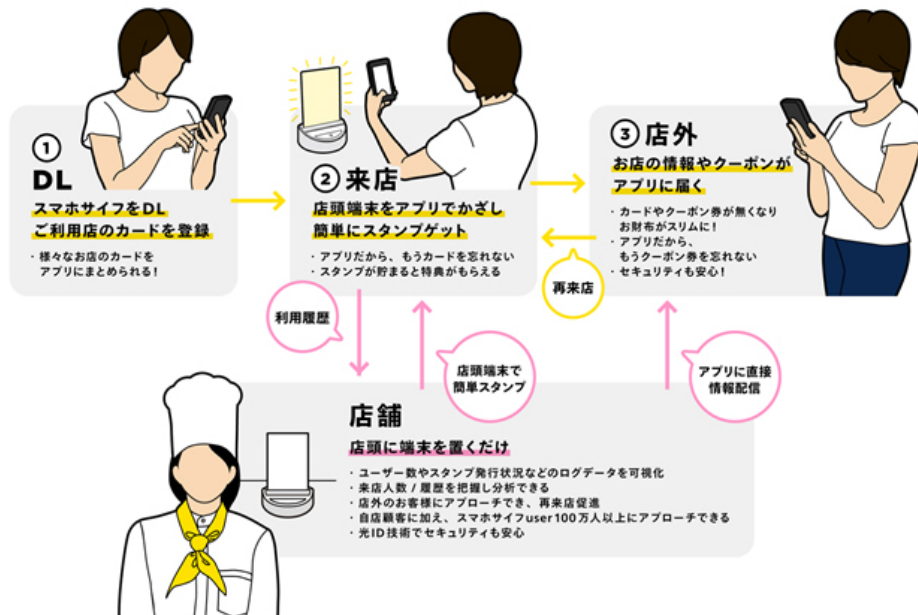 ①
DL
スマホサイフをDL
ご利用店のカードを登録
・様々なお店のカードを
アプリにまとめられる！
②来店
店頭端末をアプリでかざし
簡単にスタンプゲット
・アプリだから、もうカードを忘れない
・スタンプが貯まると特典がもらえる
③店外
お店の情報やクーポンが
アプリに届く
・カードやクーポン券が無くなり
お財布がスリムに！
・アプリだから、
もうクーポン券を忘れない
・セキュリティも安心！
再来店
利用履歴
店頭端末で
簡単スタンプ
アプリに直接
情報配信
店舗
店頭に端末を置くだけ
・ユーザー数やスタンプ発行状況などのログデータを可視化
・来店人数 / 履歴を把握し分析できる
・店外のお客様にアプローチでき、再来店促進
・自店顧客に加え、スマホサイフuser100万人以上にアプローチできる
・光ID技術でセキュリティも安心